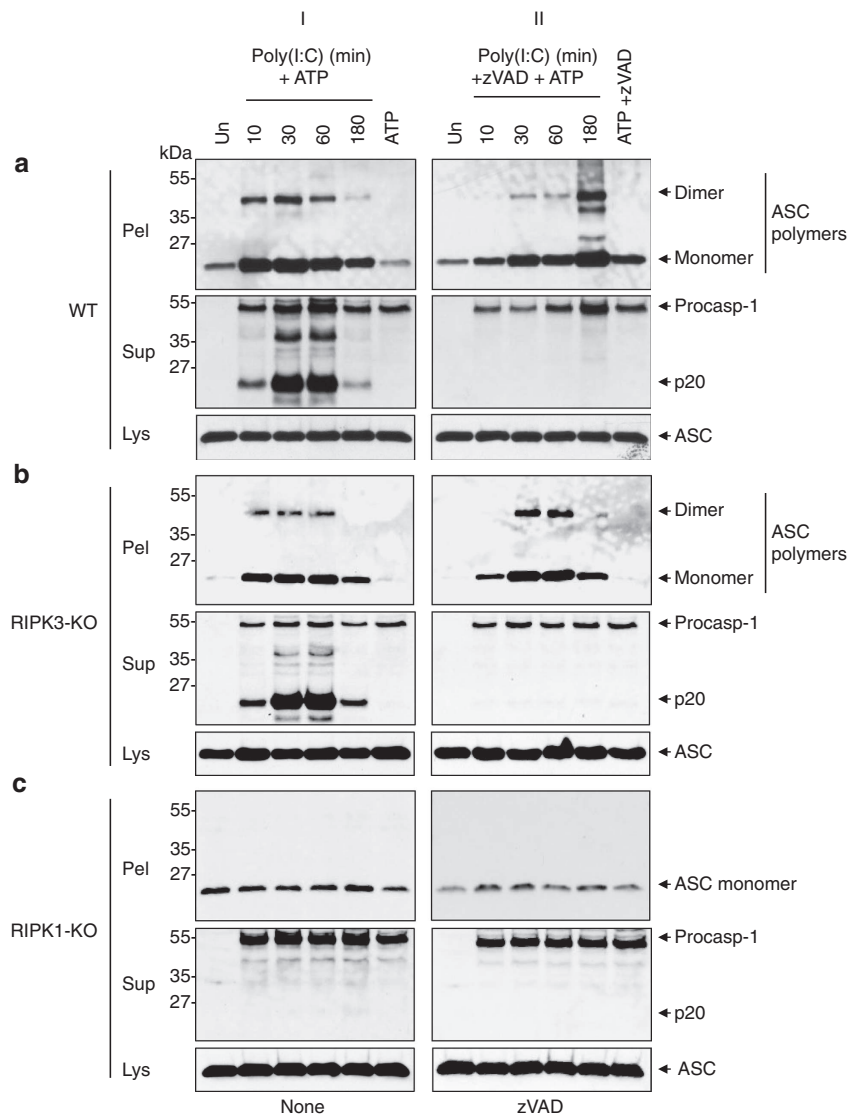 I II
Poly(I:C) (min)
+ ATP
Poly(I:C) (min)
+zVAD + ATP
Un 10 30 60 180 ATP
Un 10 30 60 180 ATP +zVAD
kDa
a
WT
Pel
55-
35-
27-
Dimer
Monomer
ASC
polymers
Sup
55-
35-
27-
Procasp-1
p20
Lys
ASC
b
RIPK3-KO
Pel
55-
35-
27-
Dimer
Monomer
ASC
polymers
Sup
55-
35-
27-
Procasp-1
p20
Lys
ASC
c
RIPK1-KO
Pel
55-
35-
27-
ASC monomer
Sup
55-
35-
27-
Procasp-1
p20
Lys
ASC
None zVAD